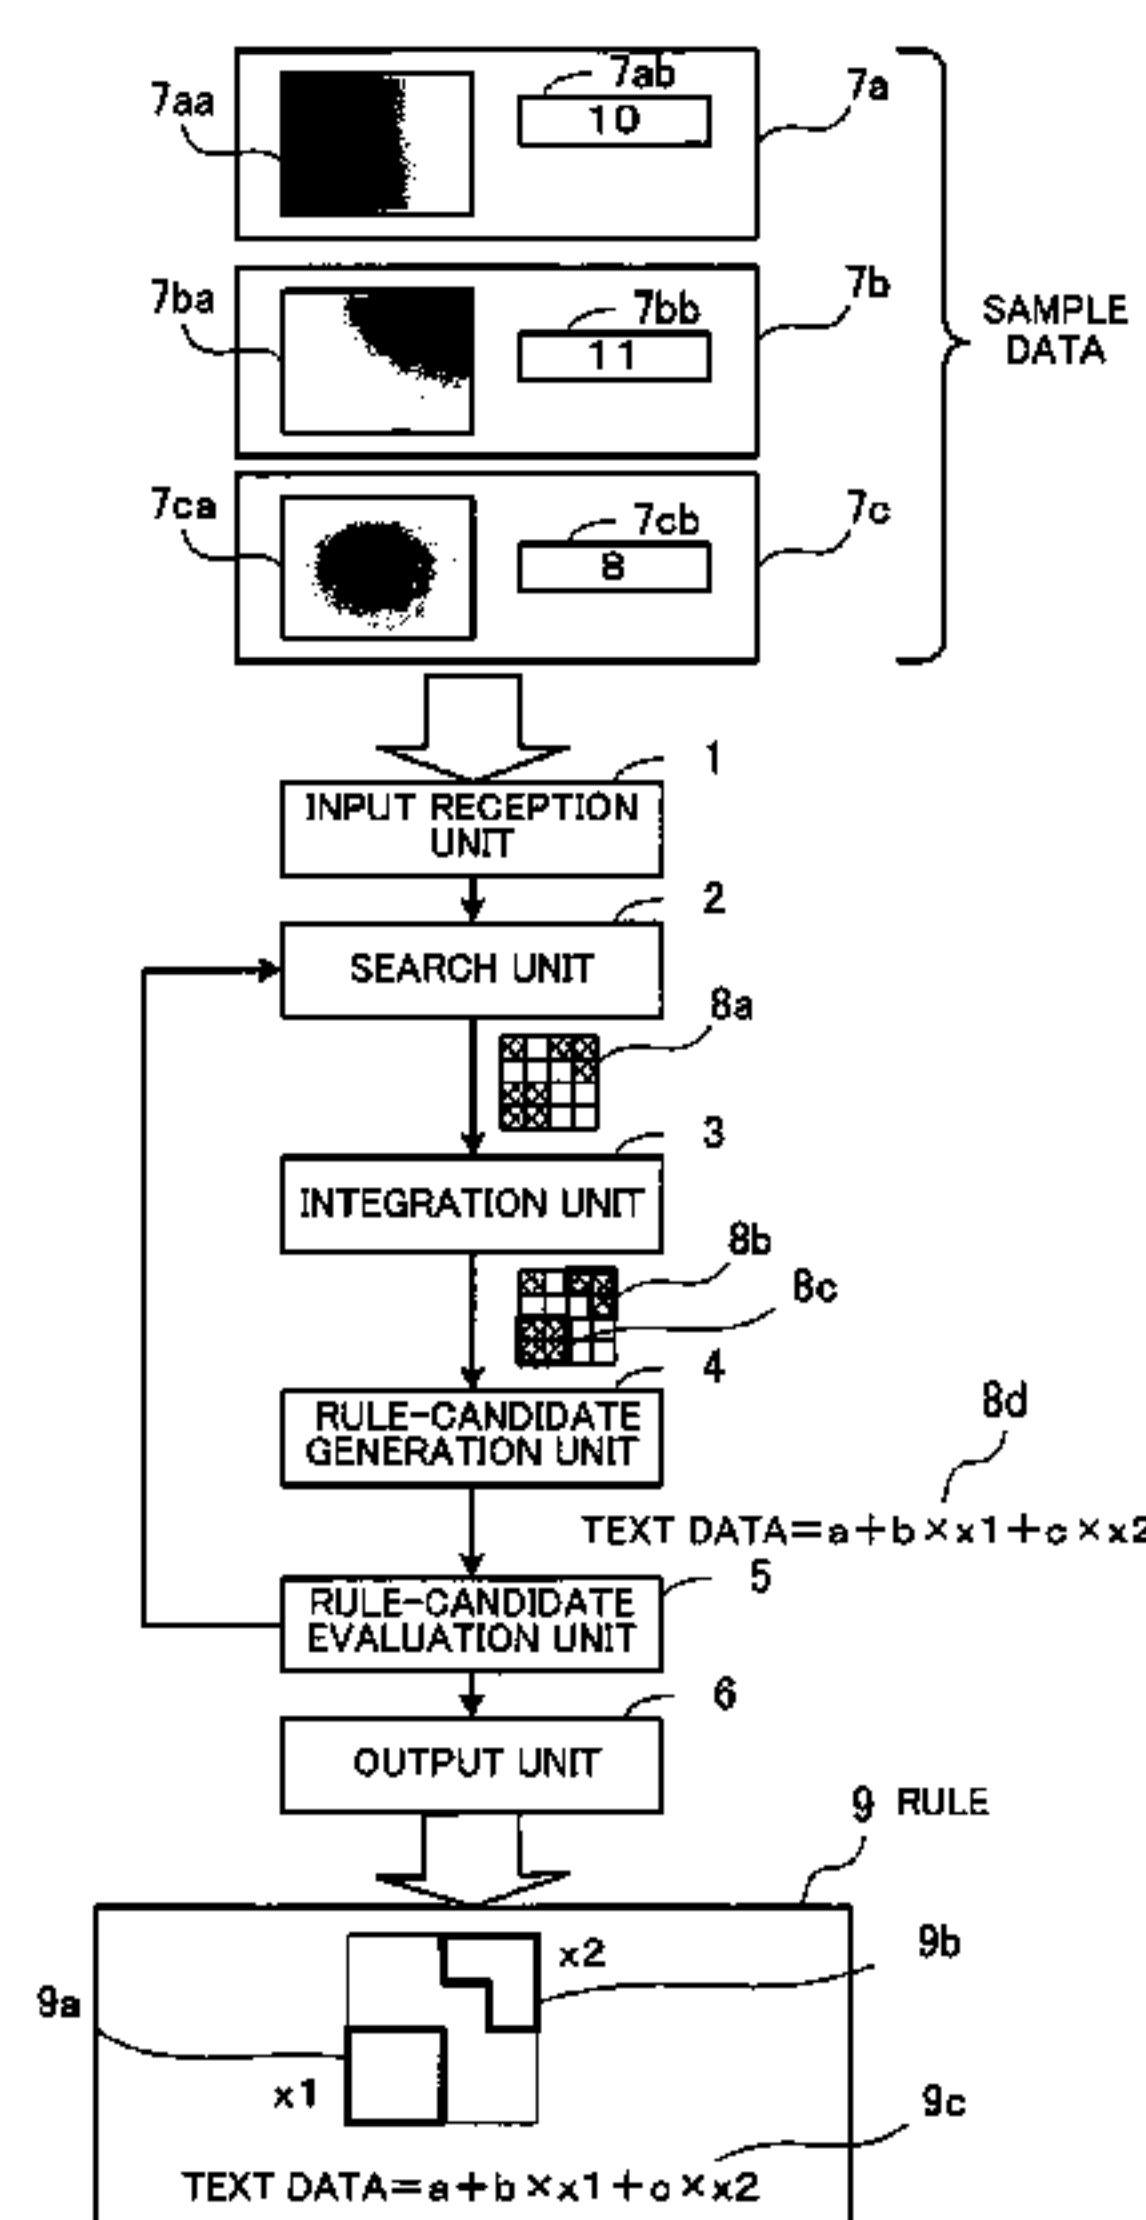 7aa
7ab
10
7a
7ba
7bb
11
7b
SAMPLE
DATA
7ca
7cb
8
7c
1
INPUT RECEPTION
UNIT
2
SEARCH UNIT
8a
3
INTEGRATION UNIT
8b
8c
4
RULE-CANDIDATE
GENERATION UNIT
8d
TEXT DATA=a+b×x1+c×x2
5
RULE-CANDIDATE
EVALUATION UNIT
6
OUTPUT UNIT
9 RULE
x2
9b
9a
x1
9c
TEXT DATA=a+b×x1+c×x2